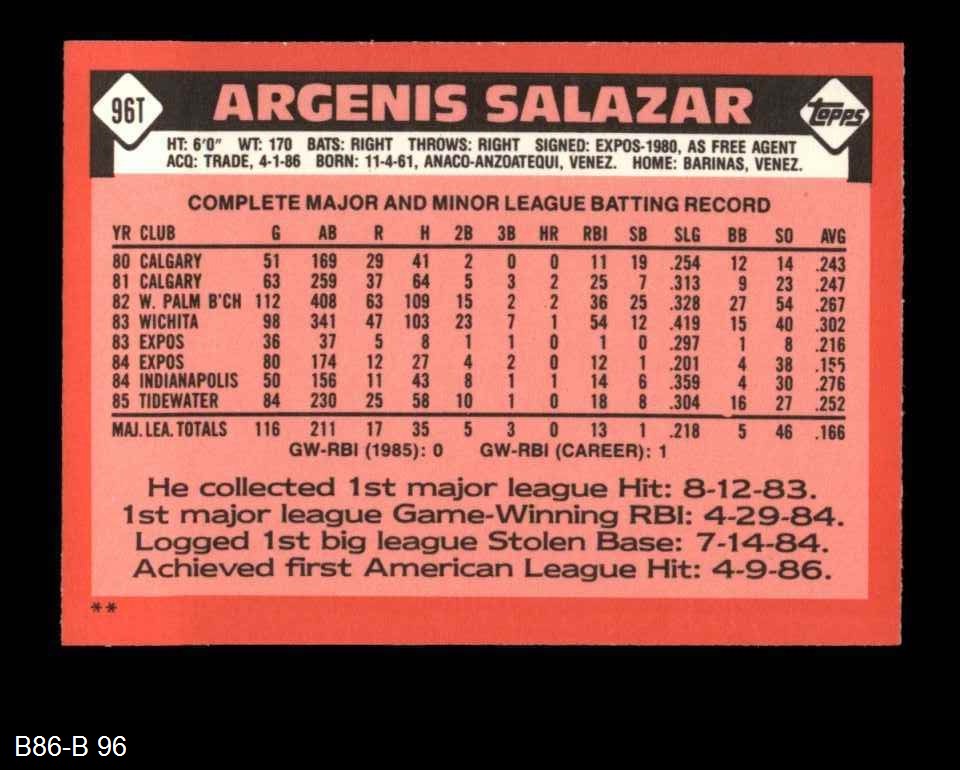 96T ARGENIS SALAZAR Topps
HT: 6'0" WT: 170 BATS: RIGHT THROWS: RIGHT SIGNED: EXPOS-1980, AS FREE AGENT
ACQ: TRADE, 4-1-86 BORN: 11-4-61, ANACO-ANZOATEQUI, VENEZ. HOME: BARINAS, VENEZ.
COMPLETE MAJOR AND MINOR LEAGUE BATTING RECORD
YR CLUB G AB R H 2B 3B HR RBI SB SLG BB SO AVG
80 CALGARY 51 169 29 41 2 0 0 11 19 .254 12 14 .243
81 CALGARY 63 259 37 64 5 3 2 25 7 .313 9 23 .247
82 W. PALM B'CH 112 408 63 109 15 2 2 36 25 .328 27 54 .267
83 WICHITA 98 341 47 103 23 7 1 54 12 .419 15 40 .302
83 EXPOS 36 37 5 8 1 1 0 1 0 .297 1 8 .216
84 EXPOS 80 174 12 27 4 2 0 12 1 .201 4 38 .155
84 INDIANAPOLIS 50 156 11 43 8 1 1 14 6 .359 4 30 .276
85 TIDEWATER 84 230 25 58 10 1 0 18 8 .304 16 27 .252
MAJ. LEA. TOTALS 116 211 17 35 5 3 0 13 1 .218 5 46 .166
GW-RBI (1985): 0 GW-RBI (CAREER): 1
He collected 1st major league Hit: 8-12-83.
1st major league Game-Winning RBI: 4-29-84.
Logged 1st big league Stolen Base: 7-14-84.
Achieved first American League Hit: 4-9-86.
**
B86-B 96